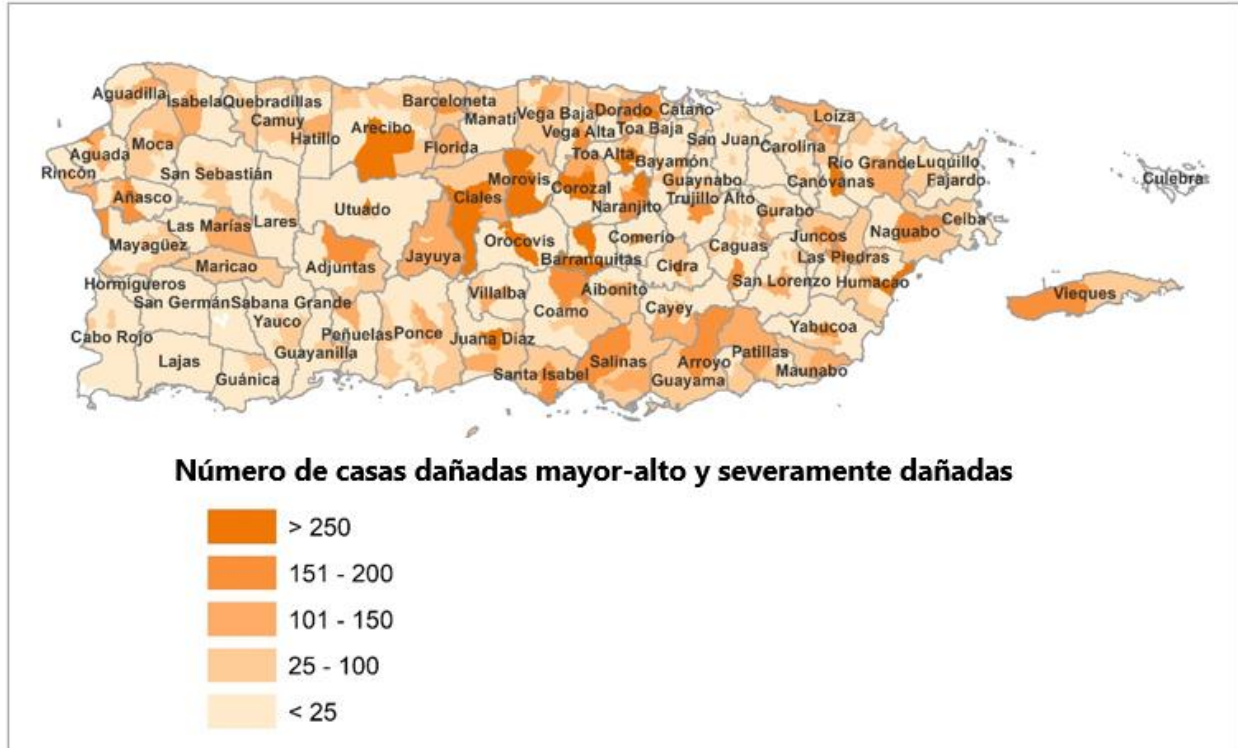 Aguadilla
Isabela
Quebradillas
Camuy
Hatillo
Arecibo
Barceloneta
Manatí
Vega Baja
Dorado
Cataño
Vega Alta
Toa Baja
San Juan
Carolina
Loiza
Moca
Aguada
Rincón
San Sebastián
Florida
Toa Alta
Bayamón
Río Grande
Luquillo
Fajardo
Culebra
Añasco
Utuado
Ciales
Morovis
Corozal
Naranjito
Guaynabo
Trujillo Alto
Canóvanas
Gurabo
Ceiba
Las Marías
Lares
Mayagüez
Orocovis
Comerío
Caguas
Juncos
Naguabo
Maricao
Adjuntas
Jayuya
Barranquitas
Cidra
Las Piedras
Hormigueros
San Germán
Sabana Grande
Yauco
Villalba
Aibonito
San Lorenzo
Humacao
Vieques
Cabo Rojo
Peñuelas
Ponce
Juana Díaz
Coamo
Cayey
Yabucoa
Lajas
Guánica
Guayanilla
Santa Isabel
Salinas
Arroyo
Guayama
Patillas
Maunabo
Número de casas dañadas mayor-alto y severamente dañadas
> 250
151 - 200
101 - 150
25 - 100
< 25